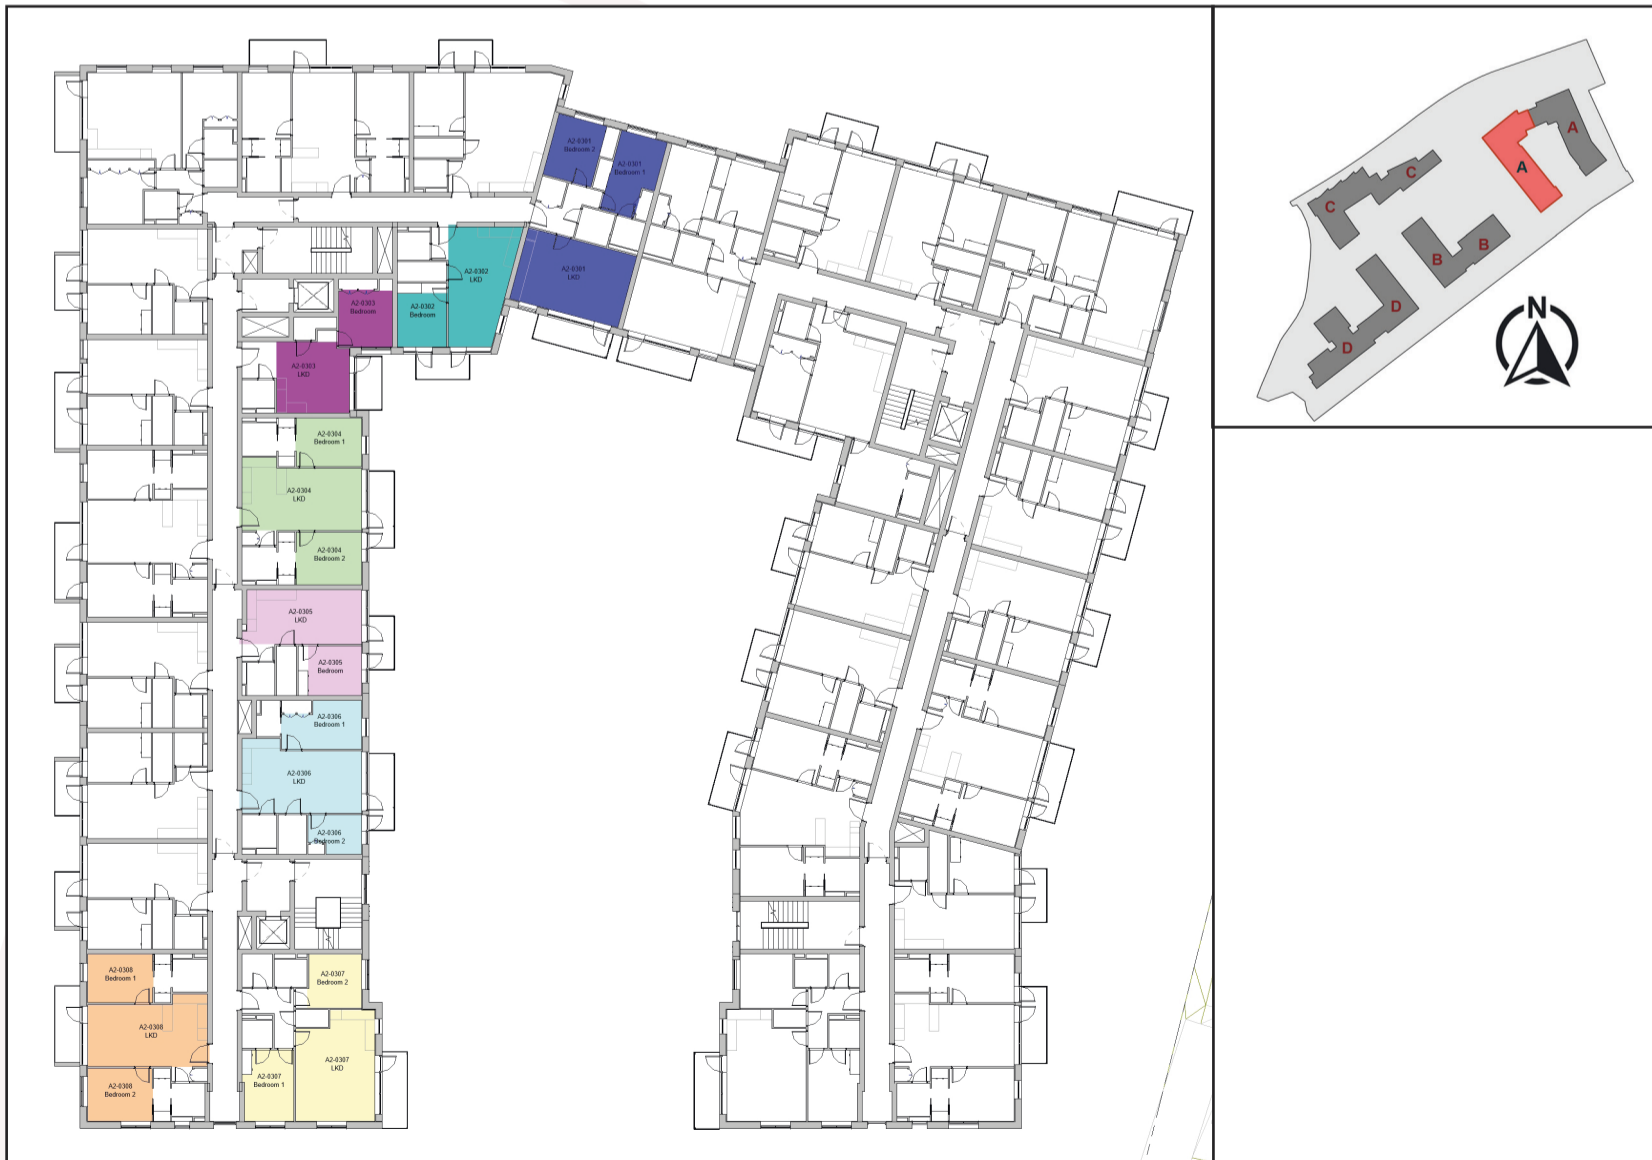 A2-0301
Bedroom 2
A2-0301
Bedroom 1
A2-0301
LKD
A2-0302
LKD
A2-0302
Bedroom
A2-0303
Bedroom
A2-0303
LKD
A2-0304
Bedroom 1
A2-0304
LKD
A2-0304
Bedroom 2
A2-0305
LKD
A2-0305
Bedroom
A2-0306
Bedroom 1
A2-0306
LKD
A2-0306
Bedroom 2
A2-0308
Bedroom 1
A2-0307
Bedroom 2
A2-0308
LKD
A2-0307
LKD
A2-0308
Bedroom 2
A2-0307
Bedroom 1
A
A
C
C
B
B
D
D
N